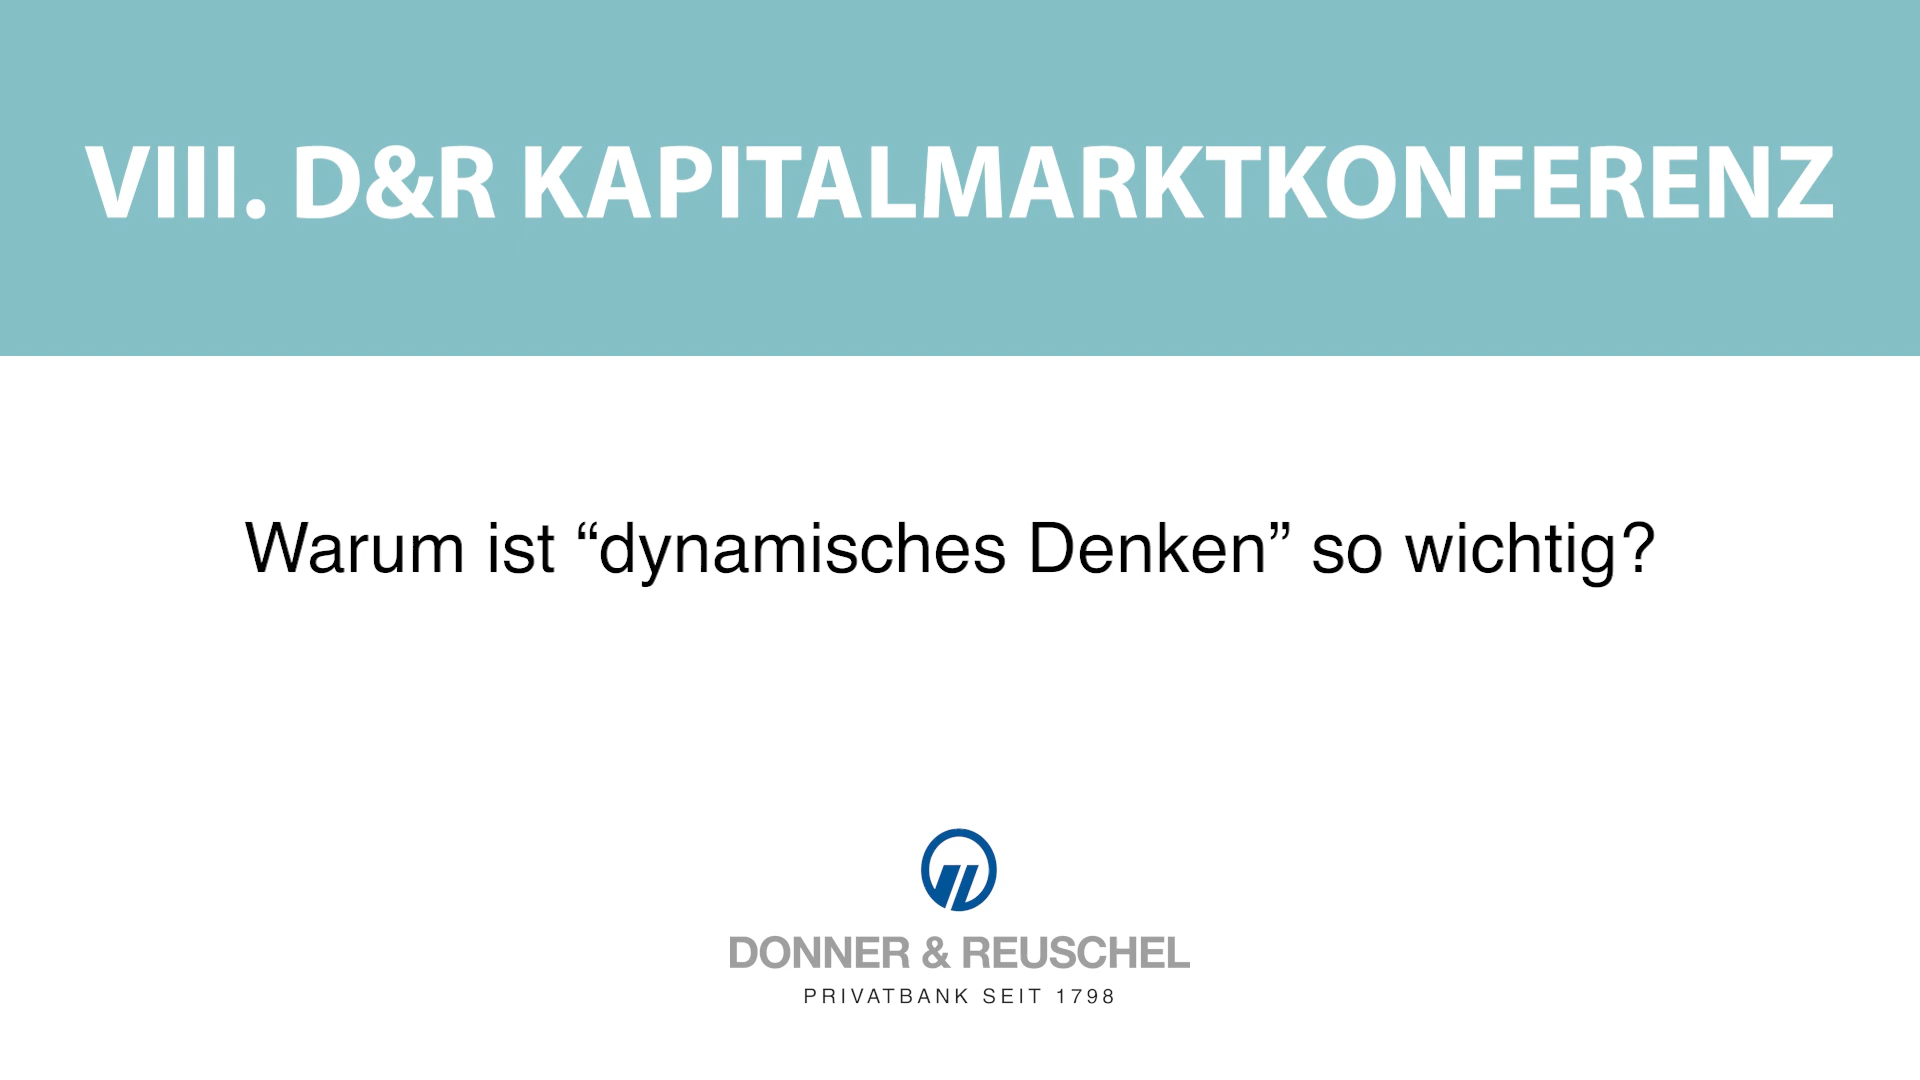 VIII. D&R KAPITALMARKTKONFERENZ
Warum ist “dynamisches Denken” so wichtig?
DONNER & REUSCHEL
PRIVATBANK SEIT 1798